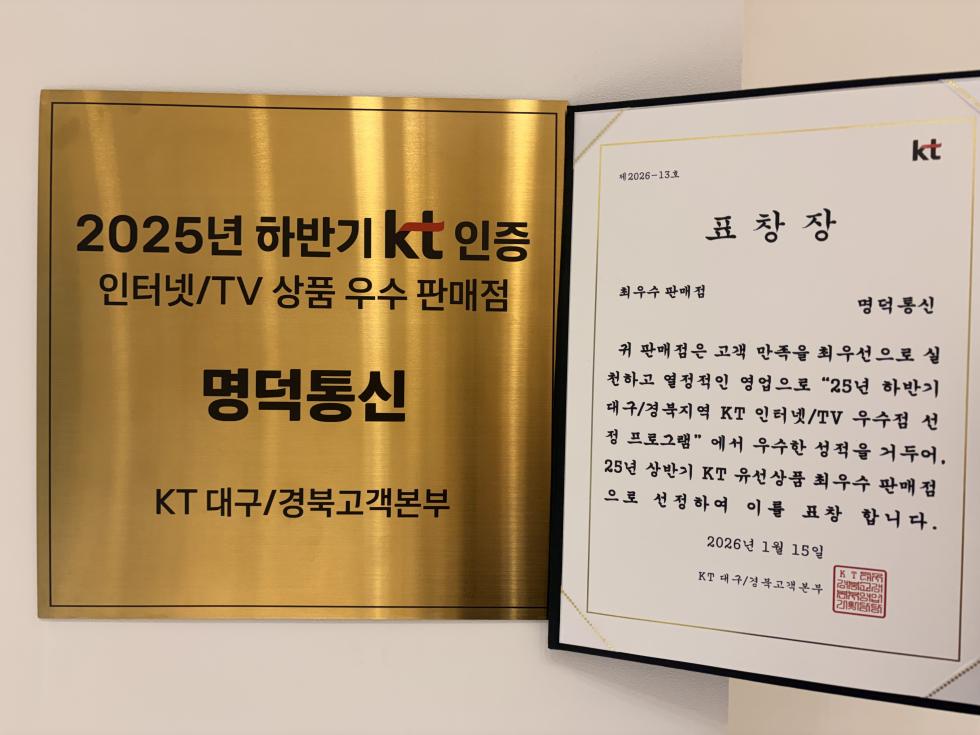 2025년 하반기 kt 인증
인터넷/TV 상품 우수 판매점
명덕통신
KT 대구/경북고객본부
kt
제2026-13호
표 창 장
최우수 판매점
명덕통신
귀 판매점은 고객 만족을 최우선으로 실
천하고 열정적인 영업으로 “25년 하반기
대구/경북지역 KT 인터넷/TV 우수점 선
정 프로그램” 에서 우수한 성적을 거두어,
25년 상반기 KT 유선상품 최우수 판매점
으로 선정하여 이를 표창 합니다.
2026년 1월 15일
KT 대구/경북고객본부